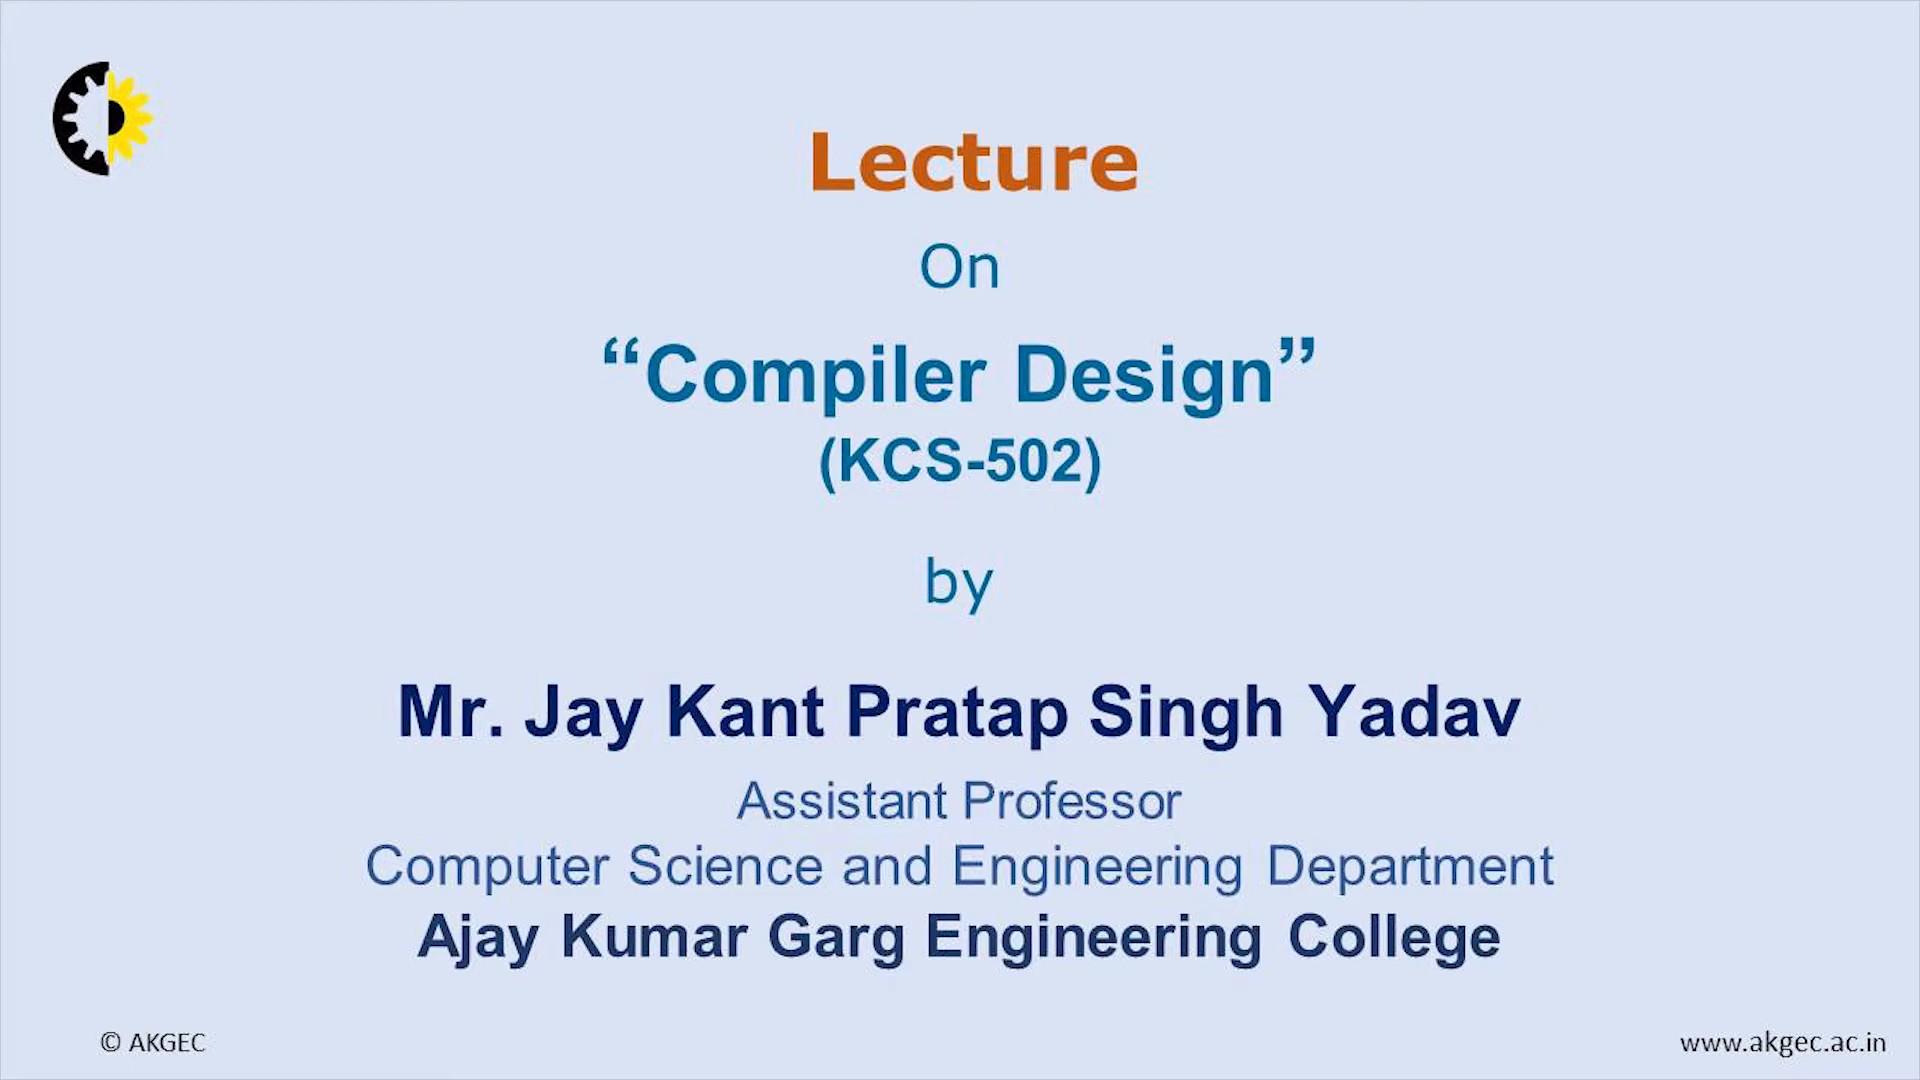 Lecture
On
“Compiler Design”
(KCS-502)
by
Mr. Jay Kant Pratap Singh Yadav
Assistant Professor
Computer Science and Engineering Department
Ajay Kumar Garg Engineering College
© AKGEC
www.akgec.ac.in